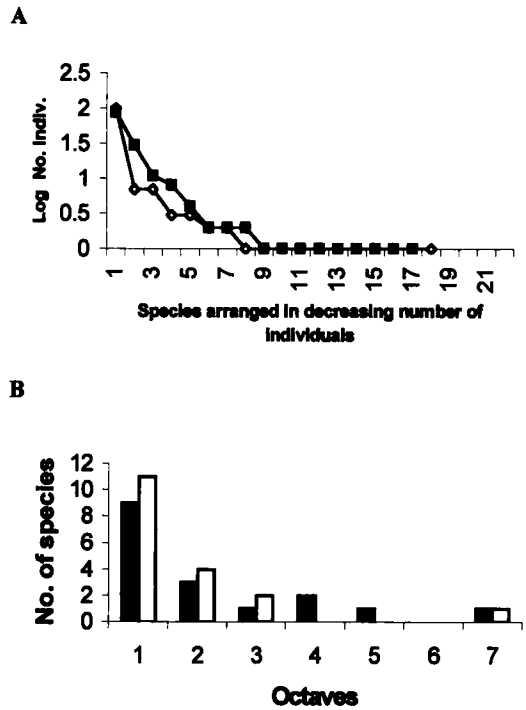 A
2.5
2
1.5
1
0.5
0
Log No. Indiv.
1 3 5 7 9 11 13 15 17 19 21
Species arranged in decreasing number of
individuals
B
12
10
8
6
4
2
0
No. of species
1 2 3 4 5 6 7
Octaves